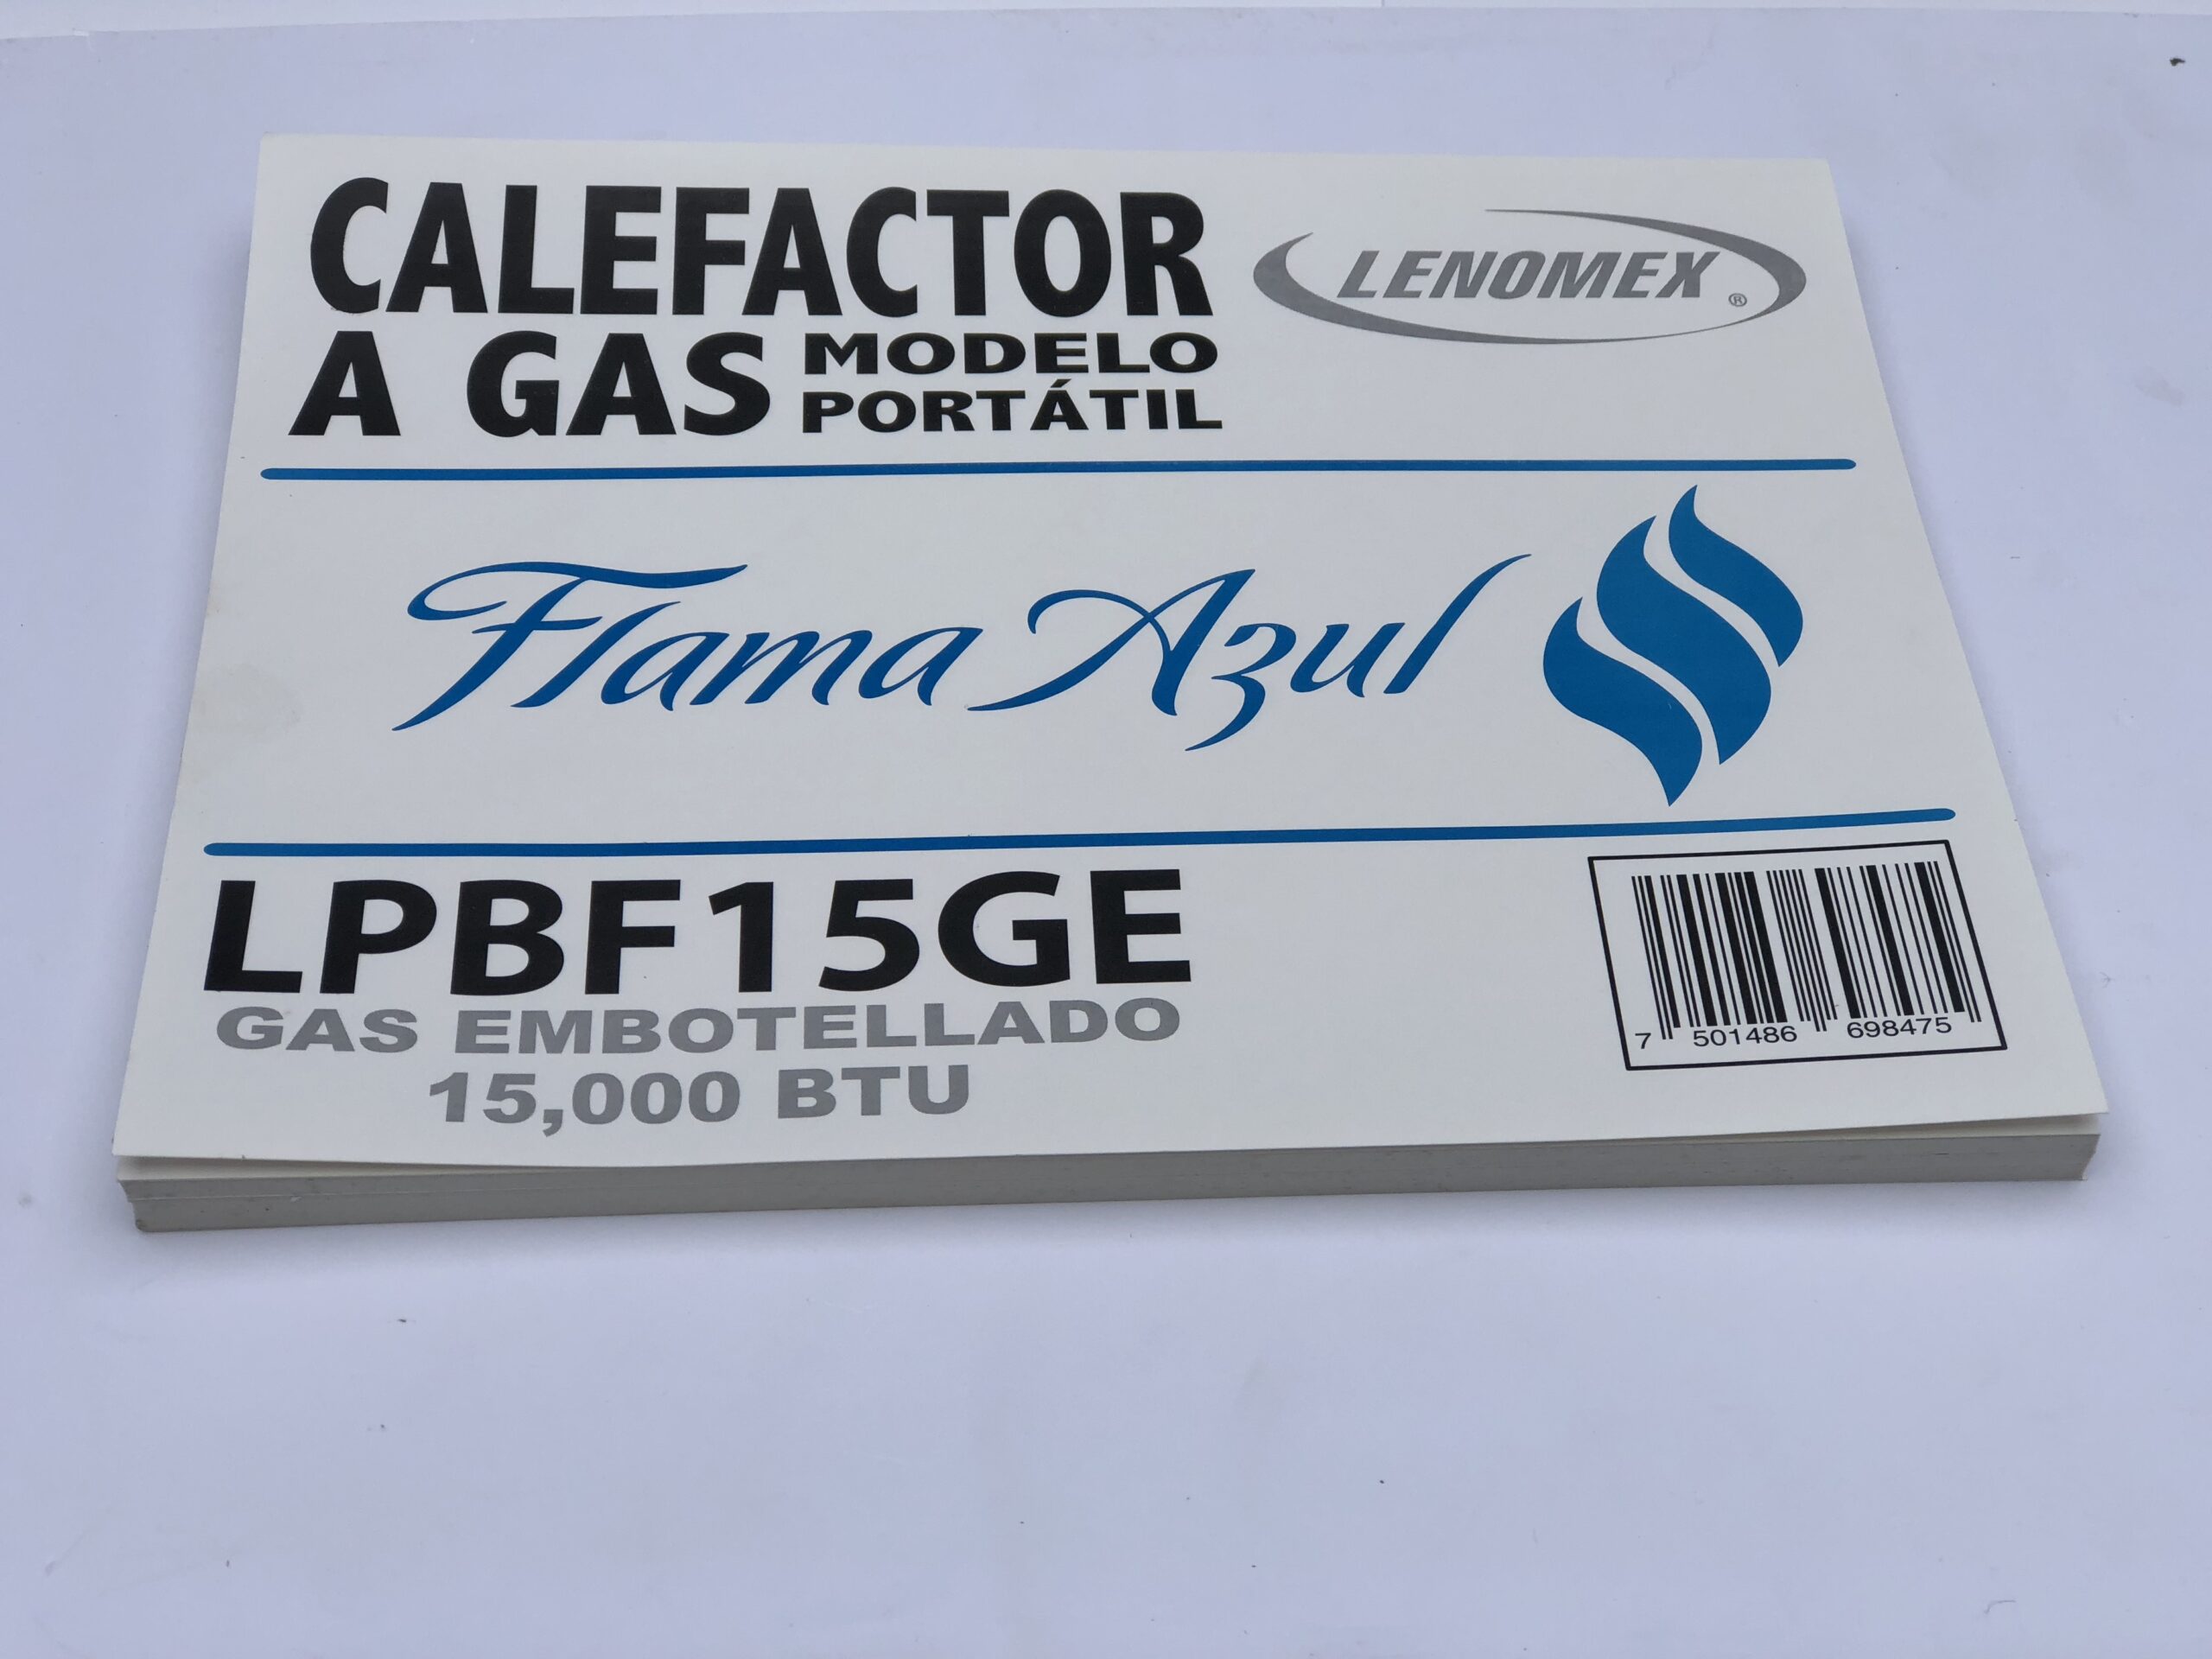 CALEFACTOR
A GAS MODELO PORTÁTIL
LENOMEX ®
Flama Azul
LPBF15GE
GAS EMBOTELLADO
15,000 BTU
7 501486 698475